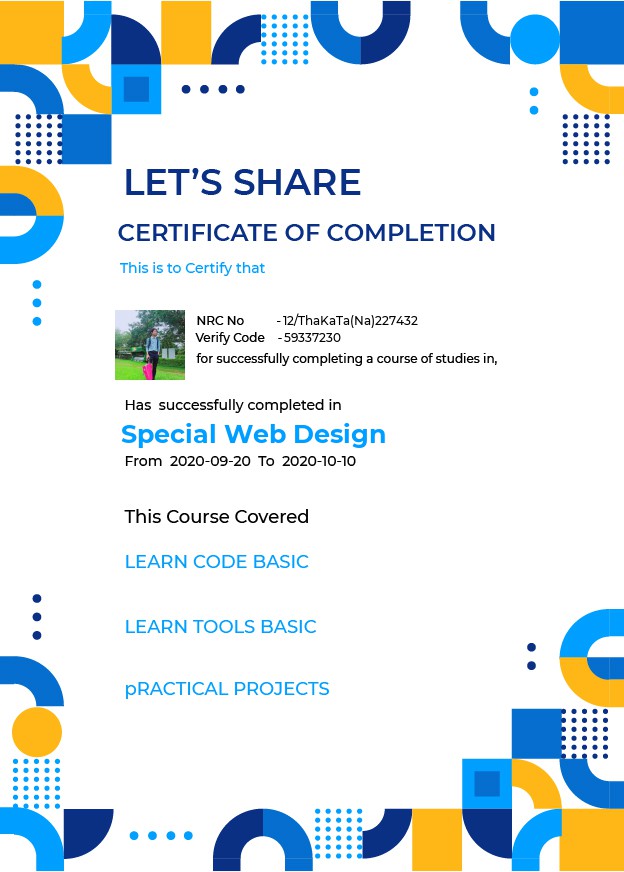 LET’S SHARE
CERTIFICATE OF COMPLETION
This is to Certify that
NRC No -12/ThaKaTa(Na)227432
Verify Code -59337230
for successfully completing a course of studies in,
Has successfully completed in
Special Web Design
From 2020-09-20 To 2020-10-10
This Course Covered
LEARN CODE BASIC
LEARN TOOLS BASIC
pRACTICAL PROJECTS